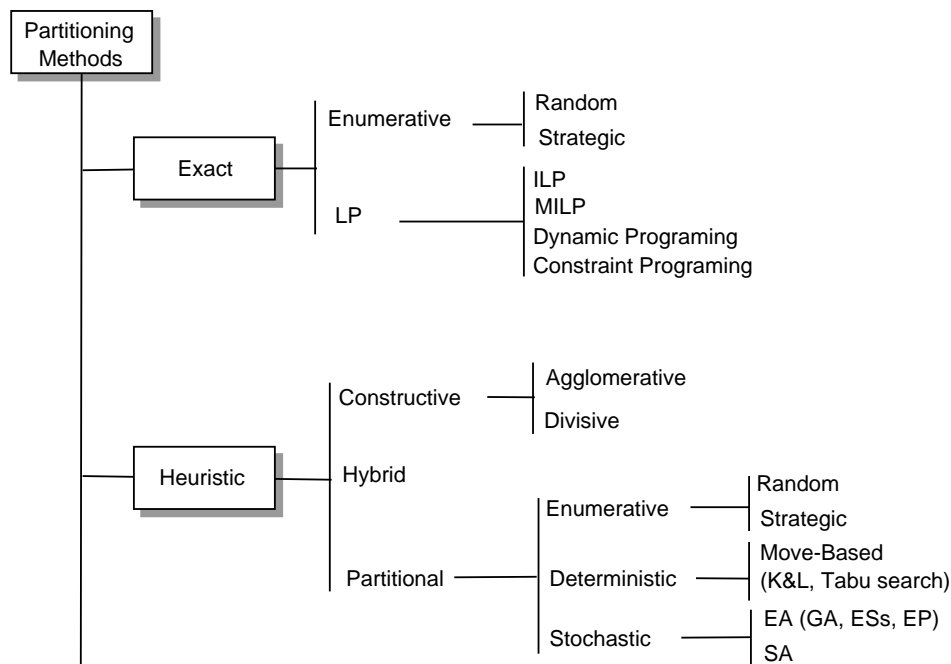 Partitioning
Methods
Exact
Enumerative
Random
Strategic
LP
ILP
MILP
Dynamic Programing
Constraint Programing
Heuristic
Constructive
Agglomerative
Divisive
Hybrid
Partitional
Enumerative
Random
Strategic
Deterministic
Move-Based
(K&L, Tabu search)
Stochastic
EA (GA, ESs, EP)
SA